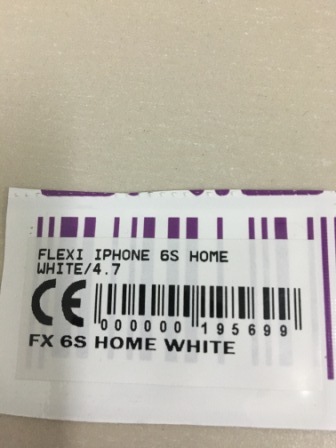 FLEXI IPHONE 6S HOME
WHITE/4.7
CE
000000 195699
FX 6S HOME WHITE